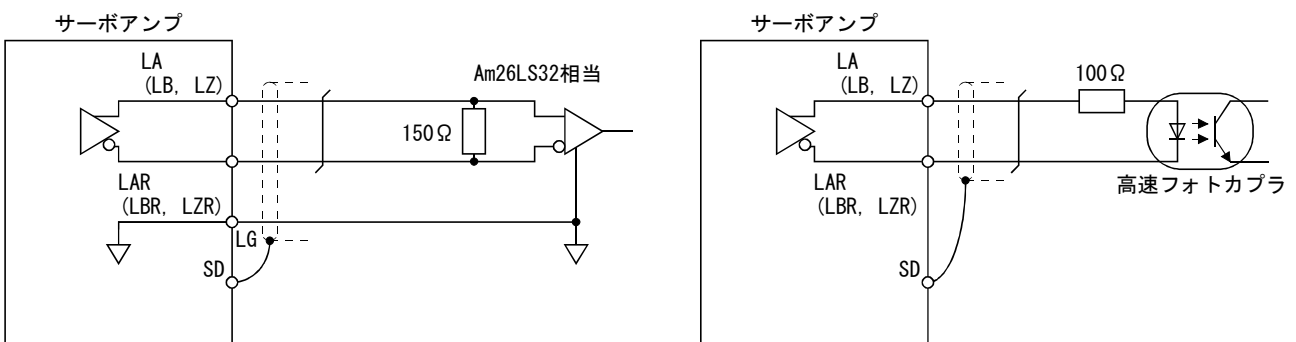 サーボアンプ
LA
(LB, LZ)
Am26LS32相当
150Ω
LAR
(LBR, LZR)
LG
SD
サーボアンプ
LA
(LB, LZ)
100Ω
高速フォトカプラ
LAR
(LBR, LZR)
SD